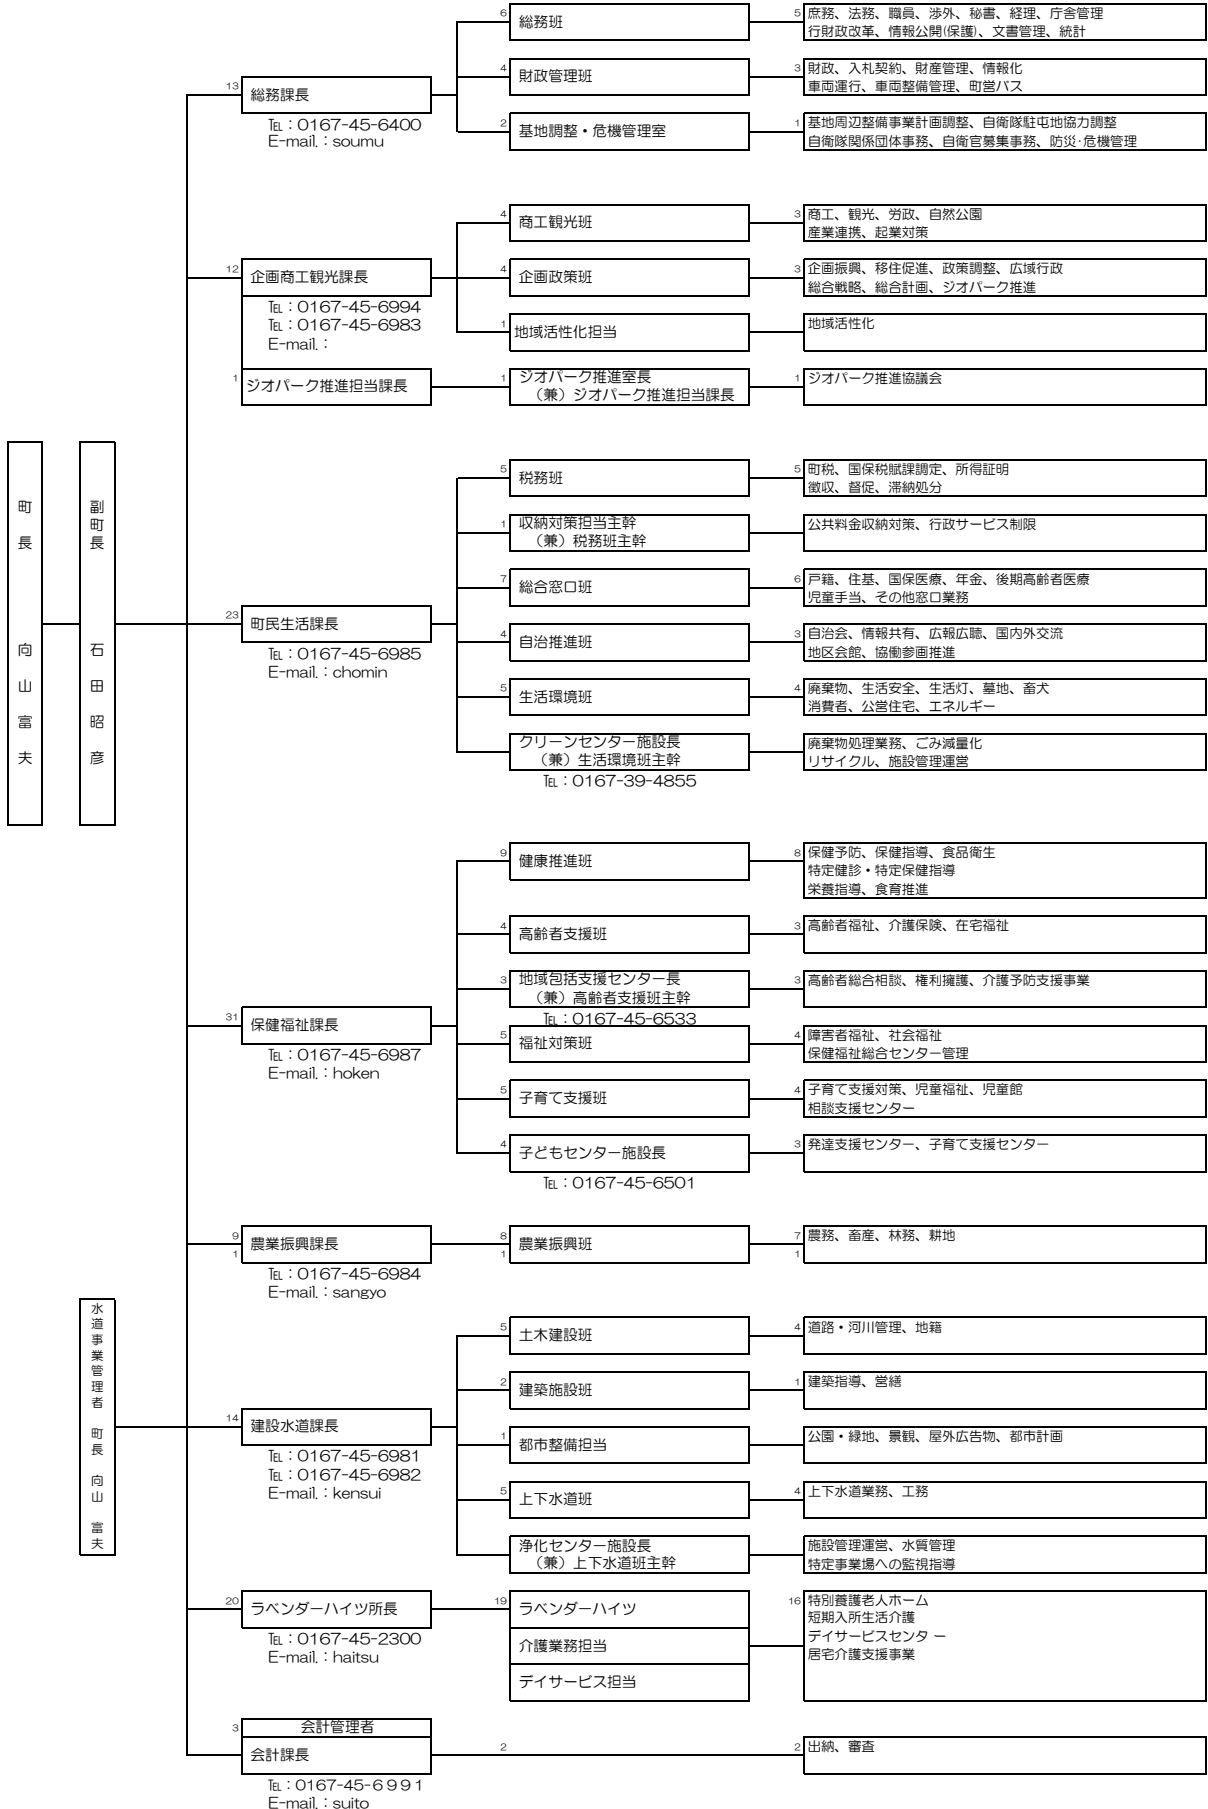 町長 向山富夫
副町長 石田昭彦
水道事業管理者 町長 向山 富夫
13
総務課長
℡：0167-45-6400
E-mail.：soumu
6
総務班
5
庶務、法務、職員、渉外、秘書、経理、庁舎管理
行財政改革、情報公開(保護)、文書管理、統計
4
財政管理班
3
財政、入札契約、財産管理、情報化
車両運行、車両整備管理、町営バス
2
基地調整・危機管理室
1
基地周辺整備事業計画調整、自衛隊駐屯地協力調整
自衛隊関係団体事務、自衛官募集事務、防災･危機管理
12
企画商工観光課長
℡：0167-45-6994
℡：0167-45-6983
E-mail.：
4
商工観光班
3
商工、観光、労政、自然公園
産業連携、起業対策
4
企画政策班
3
企画振興、移住促進、政策調整、広域行政
総合戦略、総合計画、ジオパーク推進
1
地域活性化担当
地域活性化
1
ジオパーク推進担当課長
1
ジオパーク推進室長
（兼）ジオパーク推進担当課長
1
ジオパーク推進協議会
23
町民生活課長
℡：0167-45-6985
E-mail.：chomin
5
税務班
5
町税、国保税賦課調定、所得証明
徴収、督促、滞納処分
1
収納対策担当主幹
（兼）税務班主幹
公共料金収納対策、行政サービス制限
7
総合窓口班
6
戸籍、住基、国保医療、年金、後期高齢者医療
児童手当、その他窓口業務
4
自治推進班
3
自治会、情報共有、広報広聴、国内外交流
地区会館、協働参画推進
5
生活環境班
4
廃棄物、生活安全、生活灯、墓地、畜犬
消費者、公営住宅、エネルギー
クリーンセンター施設長
（兼）生活環境班主幹
℡：0167-39-4855
廃棄物処理業務、ごみ減量化
リサイクル、施設管理運営
31
保健福祉課長
℡：0167-45-6987
E-mail.：hoken
9
健康推進班
8
保健予防、保健指導、食品衛生
特定健診・特定保健指導
栄養指導、食育推進
4
高齢者支援班
3
高齢者福祉、介護保険、在宅福祉
3
地域包括支援センター長
（兼）高齢者支援班主幹
℡：0167-45-6533
3
高齢者総合相談、権利擁護、介護予防支援事業
5
福祉対策班
4
障害者福祉、社会福祉
保健福祉総合センター管理
5
子育て支援班
4
子育て支援対策、児童福祉、児童館
相談支援センター
4
子どもセンター施設長
℡：0167-45-6501
3
発達支援センター、子育て支援センター
9
1
農業振興課長
℡：0167-45-6984
E-mail.：sangyo
8
1
農業振興班
7
1
農務、畜産、林務、耕地
14
建設水道課長
℡：0167-45-6981
℡：0167-45-6982
E-mail.：kensui
5
土木建設班
4
道路・河川管理、地籍
2
建築施設班
1
建築指導、営繕
1
都市整備担当
公園・緑地、景観、屋外広告物、都市計画
5
上下水道班
4
上下水道業務、工務
浄化センター施設長
（兼）上下水道班主幹
施設管理運営、水質管理
特定事業場への監視指導
20
ラベンダーハイツ所長
℡：0167-45-2300
E-mail.：haitsu
19
ラベンダーハイツ
介護業務担当
デイサービス担当
16
特別養護老人ホーム
短期入所生活介護
デイサービスセンタ ー
居宅介護支援事業
3
会計管理者
会計課長
℡：0167-45-６９９1
E-mail.：suito
2
2
出納、審査